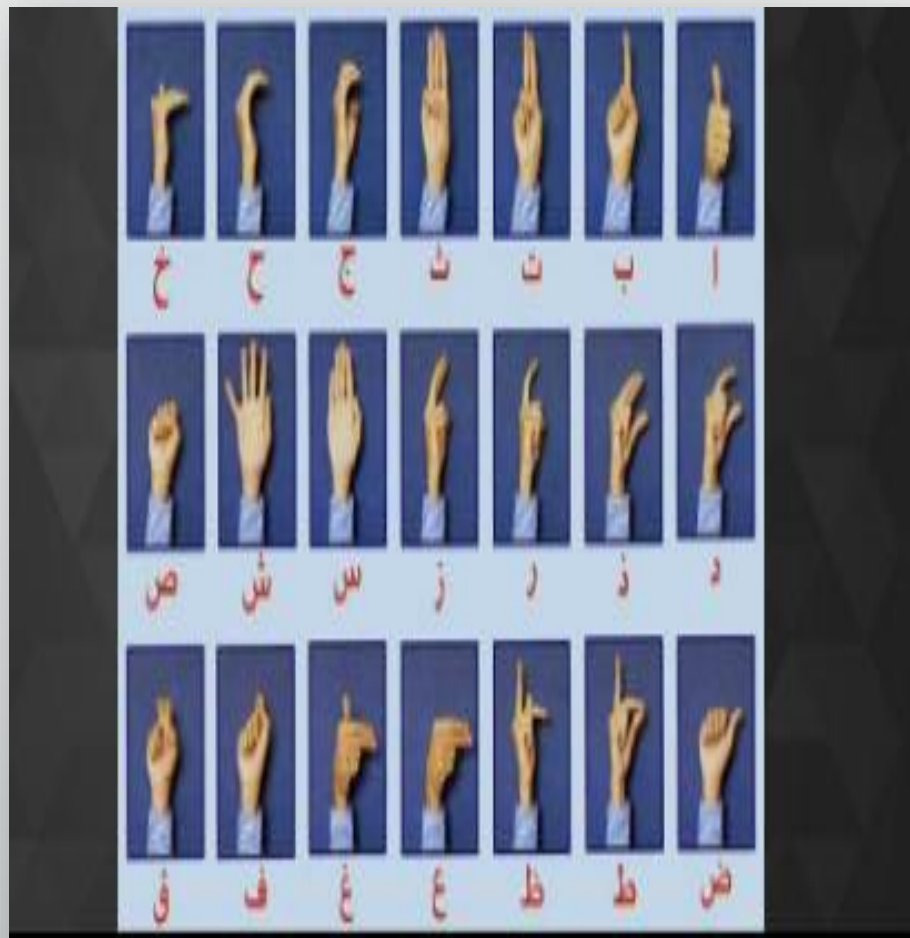 ا ب ت ث ج ح خ
د ذ ر ز س ش ص
ض ط ظ ع غ ف ق